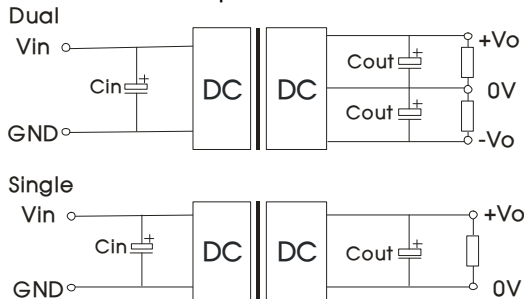 Dual
Vin
+Vo
Cout +
Cin +
DC
DC
0V
Cout +
GND
-Vo
Single
Vin
+Vo
Cin +
DC
DC
Cout +
GND
0V